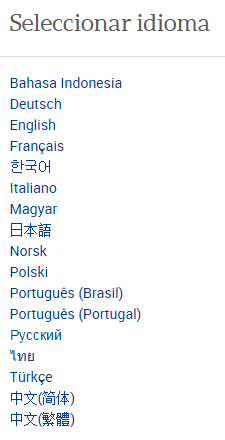 Seleccionar idioma
Bahasa Indonesia
Deutsch
English
Français
한국어
Italiano
Magyar
日本語
Norsk
Polski
Português (Brasil)
Português (Portugal)
Русский
ไทย
Türkçe
中文(简体)
中文(繁體)